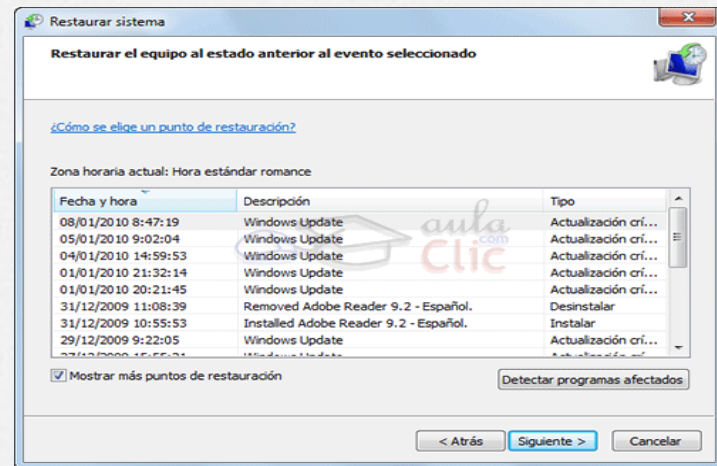 Restaurar sistema
Restaurar el equipo al estado anterior al evento seleccionado
¿Cómo se elige un punto de restauración?
Zona horaria actual: Hora estándar romance
Fecha y hora Descripción Tipo
08/01/2010 8:47:19 Windows Update Actualización crí...
05/01/2010 9:02:04 Windows Update Actualización crí...
04/01/2010 14:59:53 Windows Update Actualización crí...
01/01/2010 21:32:14 Windows Update Actualización crí...
01/01/2010 20:21:45 Windows Update Actualización crí...
31/12/2009 11:08:39 Removed Adobe Reader 9.2 - Español. Desinstalar
31/12/2009 10:55:53 Installed Adobe Reader 9.2 - Español. Instalar
29/12/2009 9:22:05 Windows Update Actualización crí...
aula
.com
Clic
Mostrar más puntos de restauración
Detectar programas afectados
< Atrás Siguiente > Cancelar